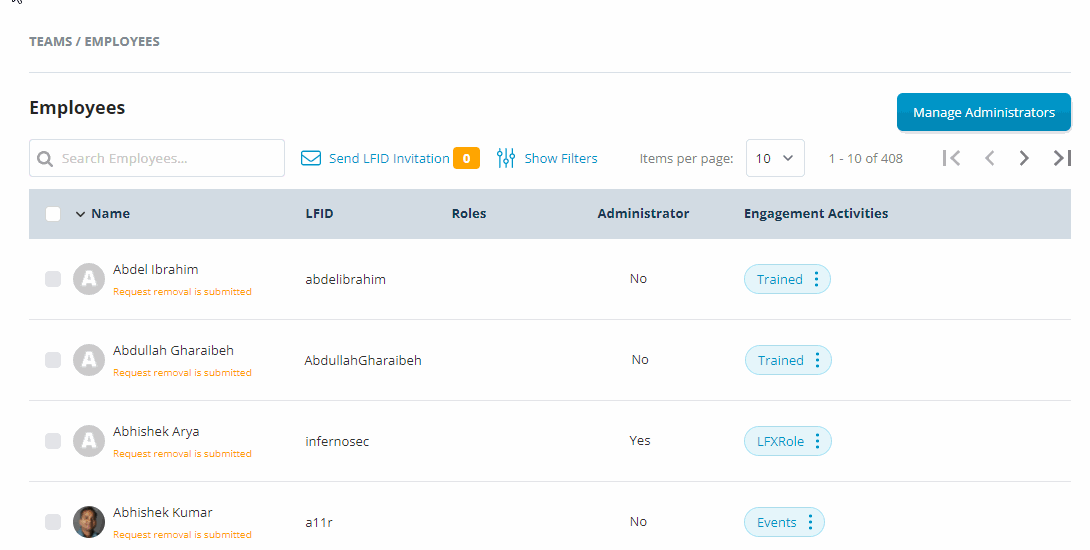 TEAMS / EMPLOYEES
Employees
Manage Administrators
Search Employees...
Send LFID Invitation 0
Show Filters
Items per page: 10
1 - 10 of 408
Name LFID Roles Administrator Engagement Activities
A Abdel Ibrahim abdelibrahim No Trained
Request removal is submitted
A Abdullah Gharaibeh AbdullahGharaibeh No Trained
Request removal is submitted
A Abhishek Arya infernosec Yes LFXRole
Request removal is submitted
Abhishek Kumar a11r No Events
Request removal is submitted